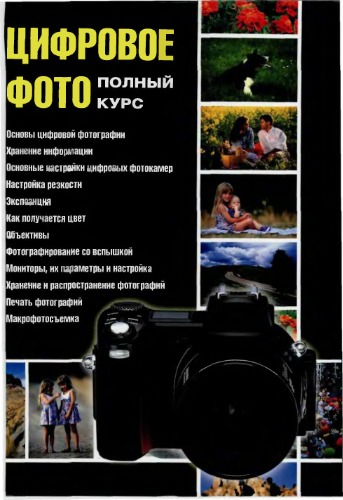 ЦИФРОВОЕ
ФОТО ПОЛНЫЙ
КУРС
Основы цифровой фотографии
Хранение информации
Основные настройки цифровых фотокамер
Настройка резкости
Экспозиция
Как получается цвет
Объективы
Фотографирование со вспышкой
Мониторы, их параметры и настройка
Хранение и распространение фотографий
Печать фотографий
Макрофотосъемка